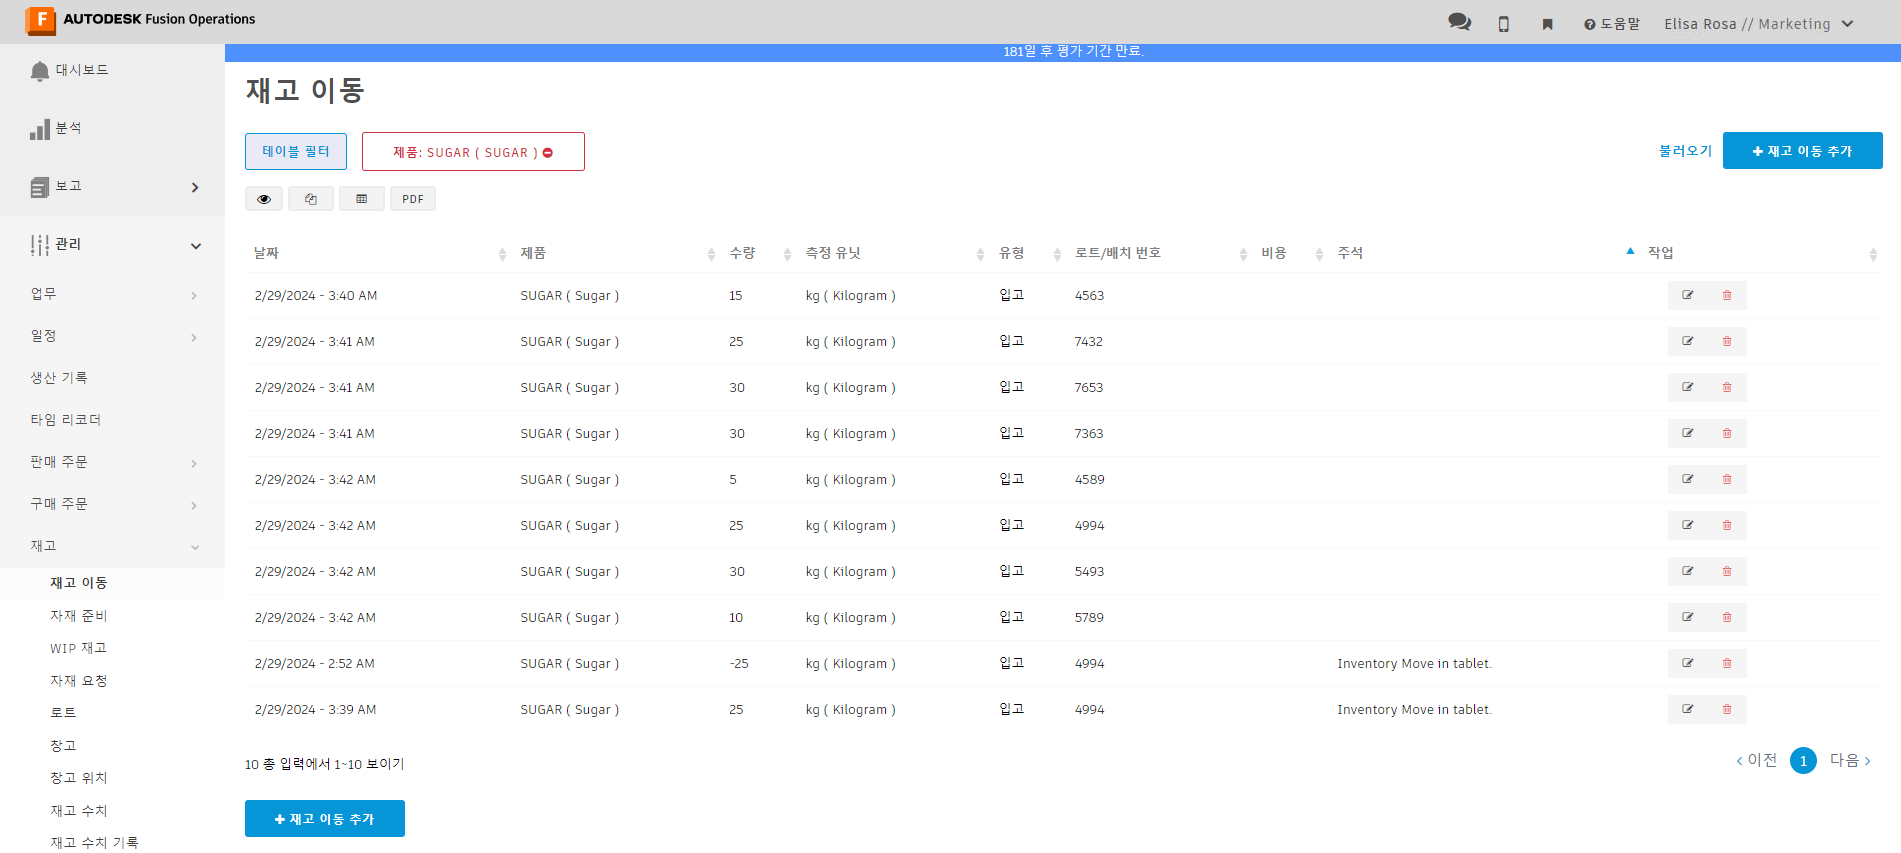 F AUTODESK Fusion Operations
도움말
Elisa Rosa // Marketing
181일 후 평가 기간 만료.
대시보드
분석
보고
관리
업무
일정
생산 기록
타임 리코더
판매 주문
구매 주문
재고
재고 이동
자재 준비
WIP 재고
자재 요청
로트
창고
창고 위치
재고 수치
재고 수치 기록
재고 이동
테이블 필터
제품: SUGAR ( SUGAR )
불러오기
재고 이동 추가
PDF
날짜 제품 수량 측정 유닛 유형 로트/배치 번호 비용 주석 작업
2/29/2024 - 3:40 AM SUGAR ( Sugar ) 15 kg ( Kilogram ) 입고 4563
2/29/2024 - 3:41 AM SUGAR ( Sugar ) 25 kg ( Kilogram ) 입고 7432
2/29/2024 - 3:41 AM SUGAR ( Sugar ) 30 kg ( Kilogram ) 입고 7653
2/29/2024 - 3:41 AM SUGAR ( Sugar ) 30 kg ( Kilogram ) 입고 7363
2/29/2024 - 3:42 AM SUGAR ( Sugar ) 5 kg ( Kilogram ) 입고 4589
2/29/2024 - 3:42 AM SUGAR ( Sugar ) 25 kg ( Kilogram ) 입고 4994
2/29/2024 - 3:42 AM SUGAR ( Sugar ) 30 kg ( Kilogram ) 입고 5493
2/29/2024 - 3:42 AM SUGAR ( Sugar ) 10 kg ( Kilogram ) 입고 5789
2/29/2024 - 2:52 AM SUGAR ( Sugar ) -25 kg ( Kilogram ) 입고 4994 Inventory Move in tablet.
2/29/2024 - 3:39 AM SUGAR ( Sugar ) 25 kg ( Kilogram ) 입고 4994 Inventory Move in tablet.
10 총 입력에서 1~10 보이기
이전 1 다음
재고 이동 추가